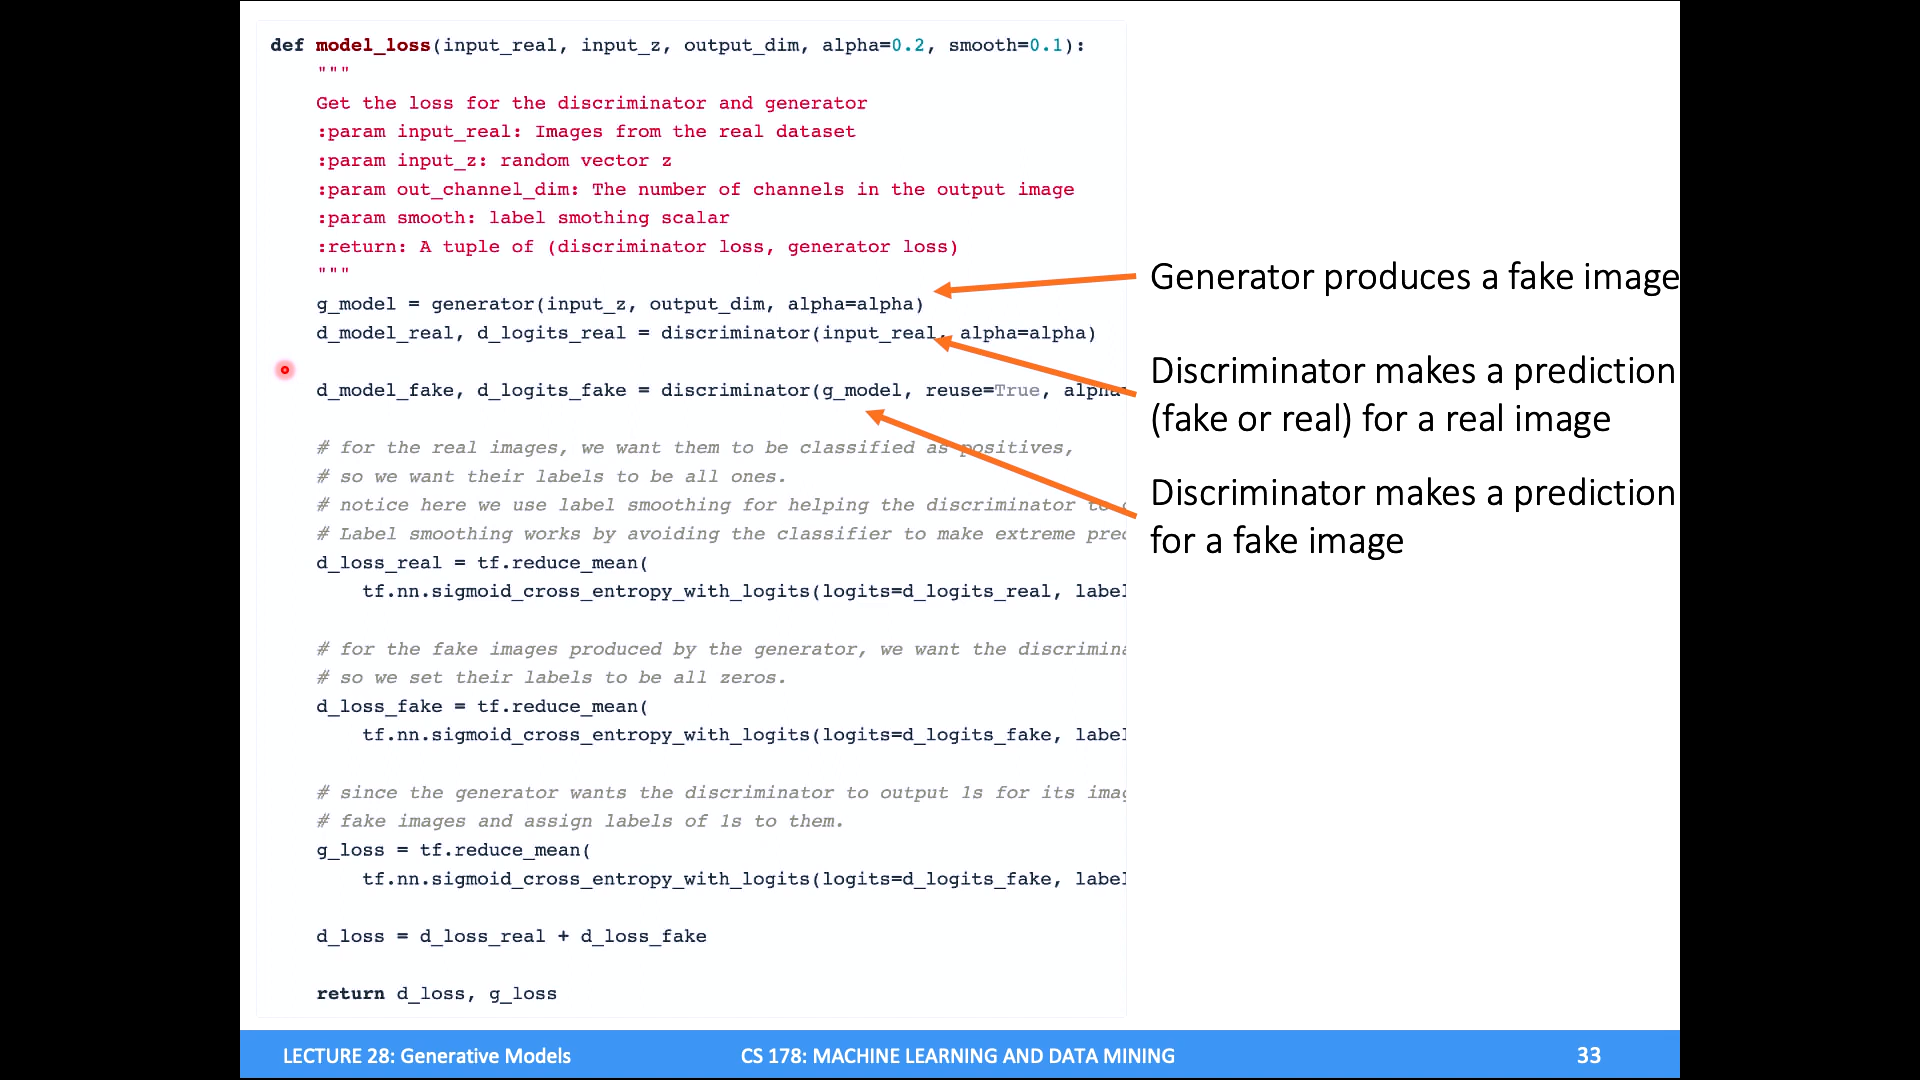 def model_loss(input_real, input_z, output_dim, alpha=0.2, smooth=0.1):
"""
Get the loss for the discriminator and generator
:param input_real: Images from the real dataset
:param input_z: random vector z
:param out_channel_dim: The number of channels in the output image
:param smooth: label smothing scalar
:return: A tuple of (discriminator loss, generator loss)
"""
g_model = generator(input_z, output_dim, alpha=alpha)
d_model_real, d_logits_real = discriminator(input_real, alpha=alpha)
d_model_fake, d_logits_fake = discriminator(g_model, reuse=True, alpha=
# for the real images, we want them to be classified as positives,
# so we want their labels to be all ones.
# notice here we use label smoothing for helping the discriminator to
# Label smoothing works by avoiding the classifier to make extreme
d_loss_real = tf.reduce_mean(
tf.nn.sigmoid_cross_entropy_with_logits(logits=d_logits_real,
# for the fake images produced by the generator, we want the
# so we set their labels to be all zeros.
d_loss_fake = tf.reduce_mean(
tf.nn.sigmoid_cross_entropy_with_logits(logits=d_logits_fake,
# since the generator wants the discriminator to output 1s for its
# fake images and assign labels of 1s to them.
g_loss = tf.reduce_mean(
tf.nn.sigmoid_cross_entropy_with_logits(logits=d_logits_fake,
d_loss = d_loss_real + d_loss_fake
return d_loss, g_loss
Generator produces a fake image
Discriminator makes a prediction
(fake or real) for a real image
Discriminator makes a prediction
for a fake image
LECTURE 28: Generative Models
CS 178: MACHINE LEARNING AND DATA MINING
33